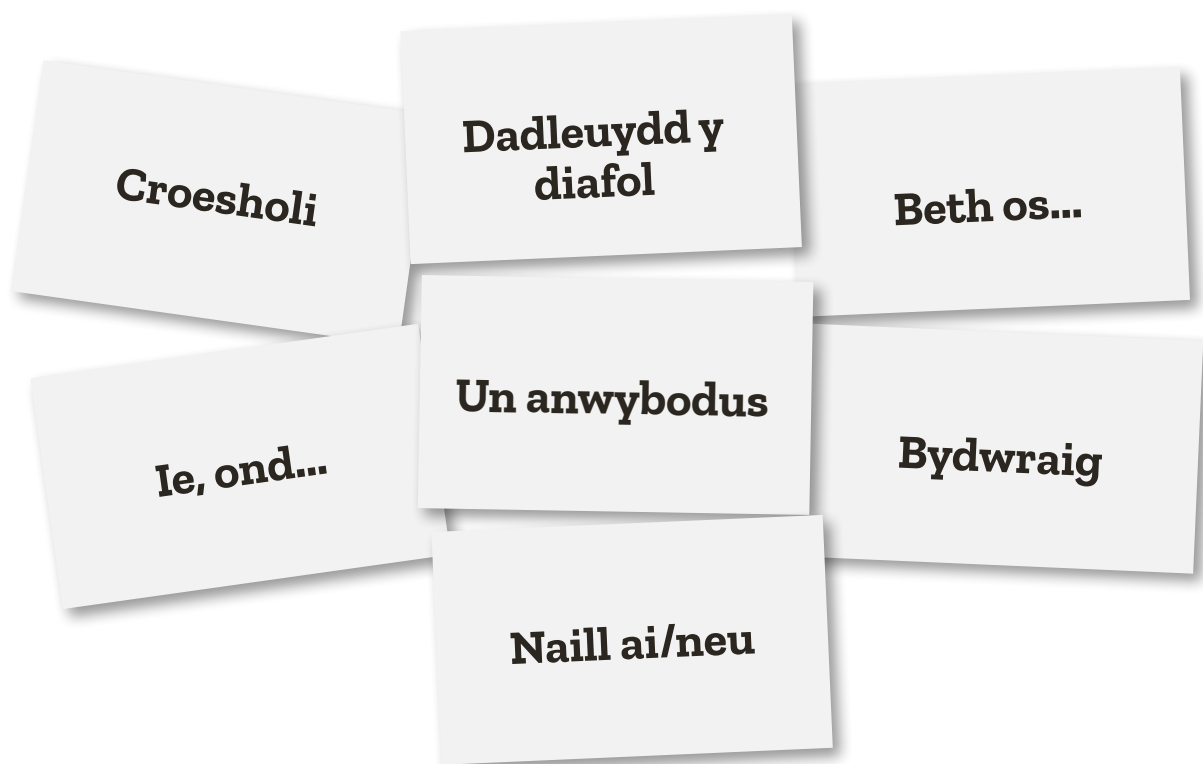 Croesholi
Dadleuydd y
diafol
Beth os...
Ie, ond...
Un anwybodus
Bydwraig
Naill ai/neu